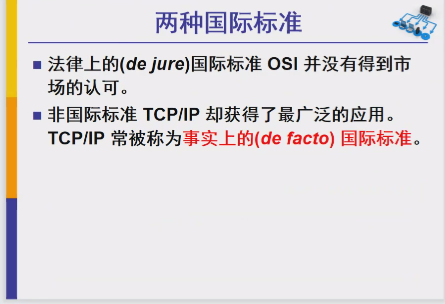 两种国际标准
法律上的(de jure)国际标准 OSI 并没有得到市
场的认可。
非国际标准 TCP/IP 却获得了最广泛的应用。
TCP/IP 常被称为事实上的(de facto) 国际标准。